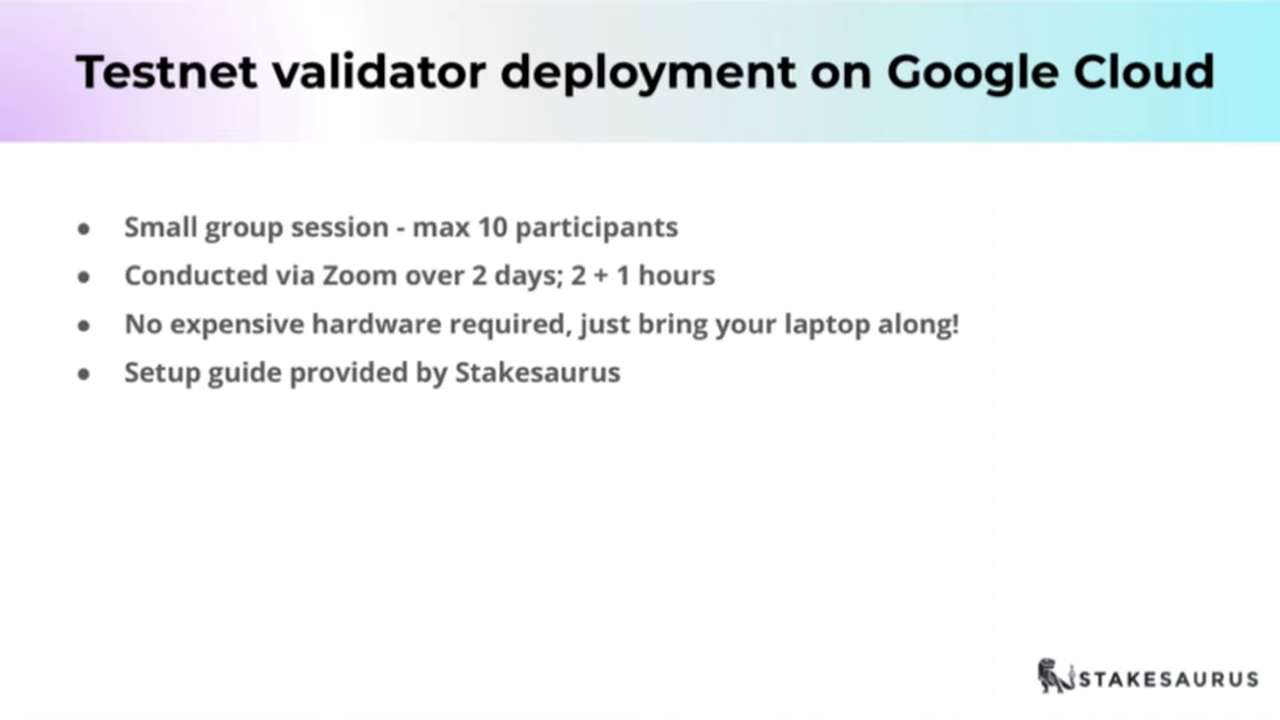 Testnet validator deployment on Google Cloud
● Small group session - max 10 participants
● Conducted via Zoom over 2 days; 2 + 1 hours
● No expensive hardware required, just bring your laptop along!
● Setup guide provided by Stakesaurus
STAKESAURUS